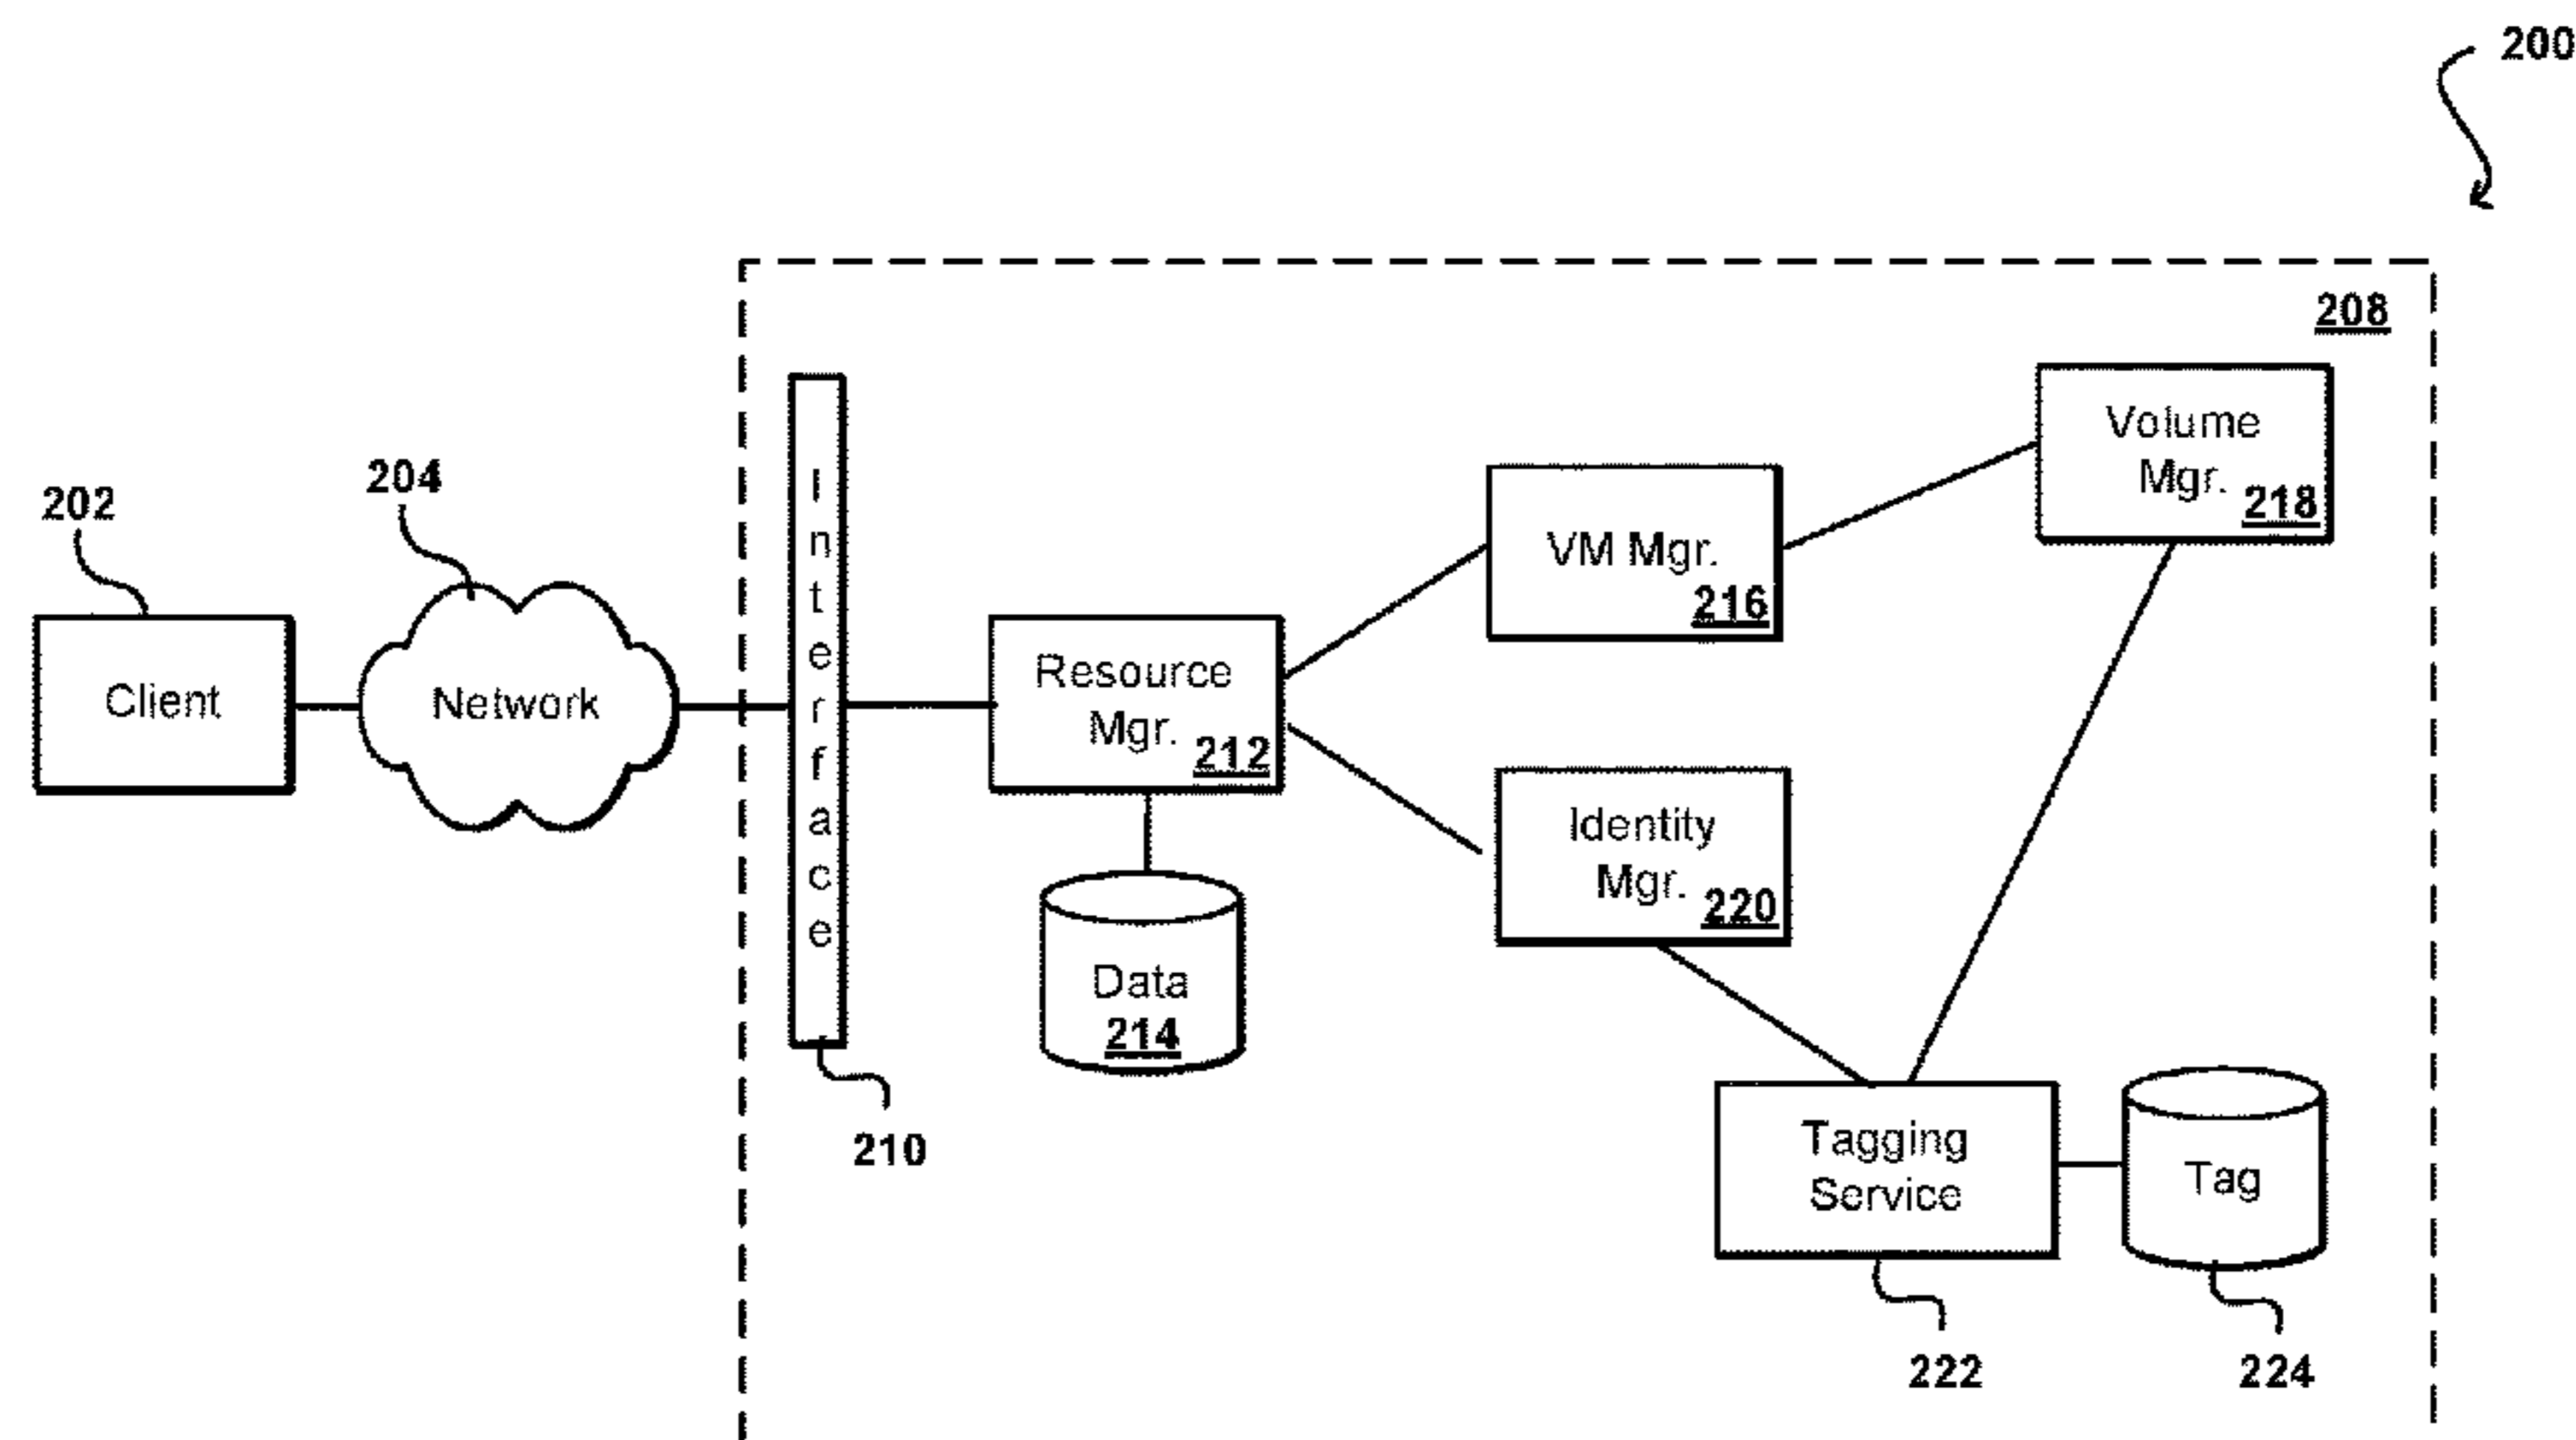 200
208
202
204
Client
Network
Interface
210
Resource
Mgr.
212
Data
214
VM Mgr.
216
Volume
Mgr.
218
Identity
Mgr.
220
Tagging
Service
222
Tag
224